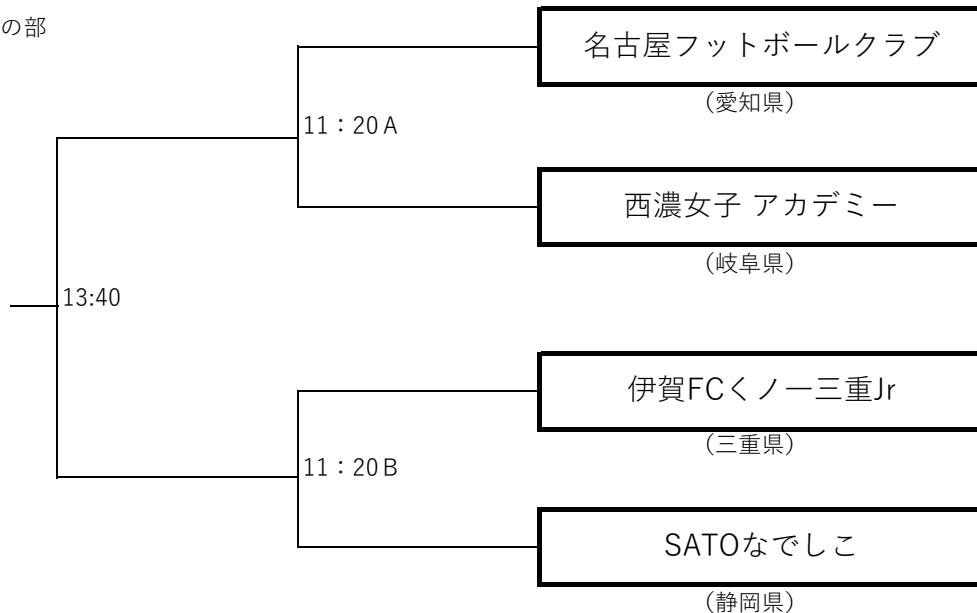 の部
名古屋フットボールクラブ
（愛知県）
11：20A
西濃女子 アカデミー
（岐阜県）
13:40
伊賀FCくノ一三重Jr
（三重県）
11：20B
SATOなでしこ
（静岡県）